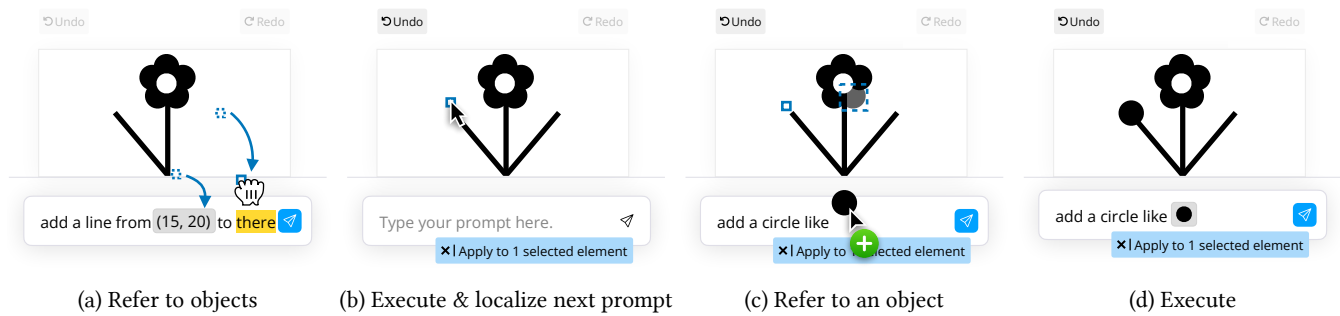 Undo
Redo
add a line from (15, 20) to there
(a) Refer to objects
Undo
Redo
Type your prompt here.
Apply to 1 selected element
(b) Execute & localize next prompt
Undo
Redo
add a circle like
Apply to selected element
(c) Refer to an object
Undo
Redo
add a circle like
Apply to 1 selected element
(d) Execute